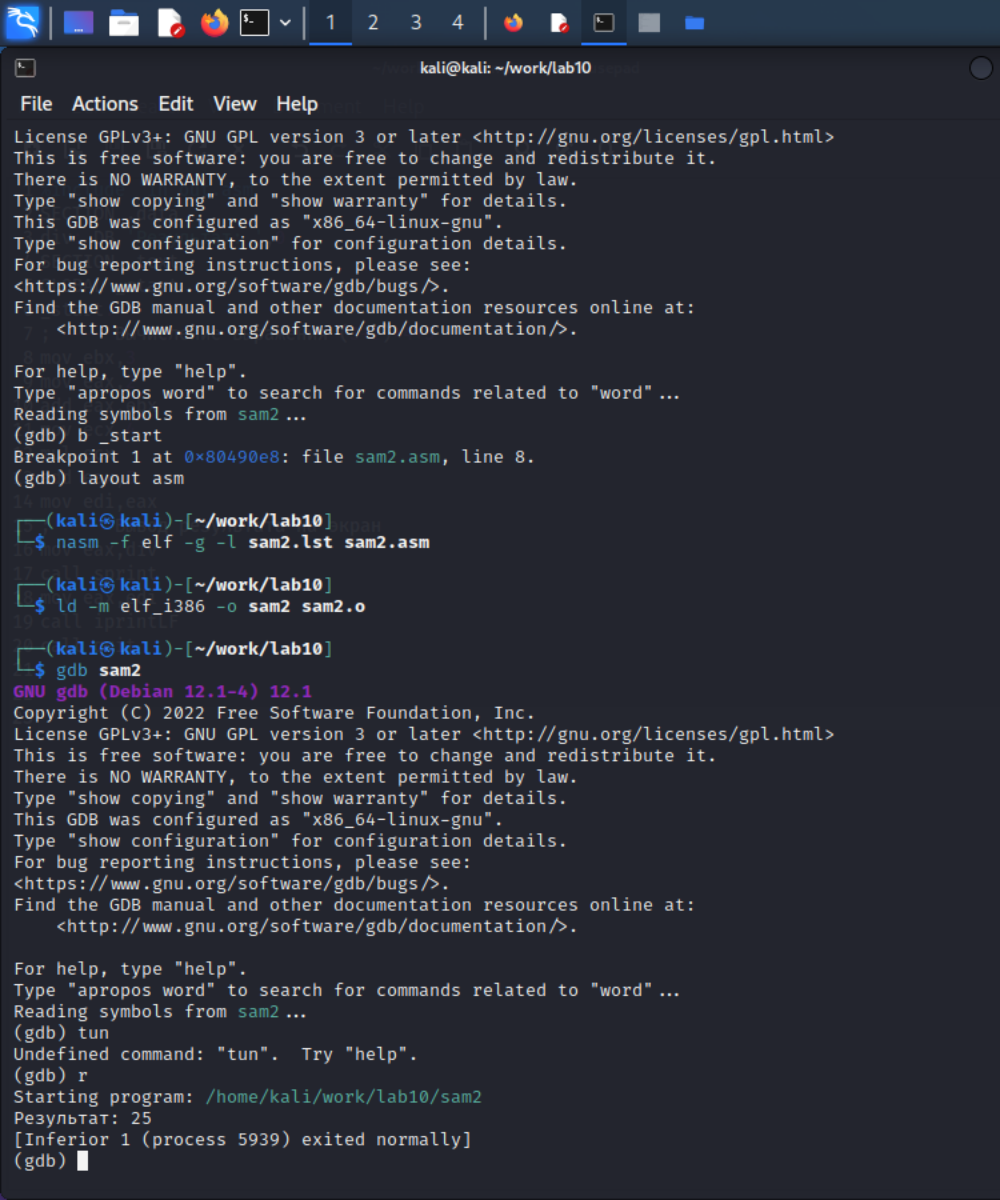 1 2 3 4
kali@kali: ~/work/lab10
File Actions Edit View Help
License GPLv3+: GNU GPL version 3 or later <http://gnu.org/licenses/gpl.html>
This is free software: you are free to change and redistribute it.
There is NO WARRANTY, to the extent permitted by law.
Type "show copying" and "show warranty" for details.
This GDB was configured as "x86_64-linux-gnu".
Type "show configuration" for configuration details.
For bug reporting instructions, please see:
<https://www.gnu.org/software/gdb/bugs/>.
Find the GDB manual and other documentation resources online at:
    <http://www.gnu.org/software/gdb/documentation/>.
For help, type "help".
Type "apropos word" to search for commands related to "word"...
Reading symbols from sam2...
(gdb) b _start
Breakpoint 1 at 0x80490e8: file sam2.asm, line 8.
(gdb) layout asm
┌──(kali㉿kali)-[~/work/lab10]
└─$ nasm -f elf -g -l sam2.lst sam2.asm
┌──(kali㉿kali)-[~/work/lab10]
└─$ ld -m elf_i386 -o sam2 sam2.o
┌──(kali㉿kali)-[~/work/lab10]
└─$ gdb sam2
GNU gdb (Debian 12.1-4) 12.1
Copyright (C) 2022 Free Software Foundation, Inc.
License GPLv3+: GNU GPL version 3 or later <http://gnu.org/licenses/gpl.html>
This is free software: you are free to change and redistribute it.
There is NO WARRANTY, to the extent permitted by law.
Type "show copying" and "show warranty" for details.
This GDB was configured as "x86_64-linux-gnu".
Type "show configuration" for configuration details.
For bug reporting instructions, please see:
<https://www.gnu.org/software/gdb/bugs/>.
Find the GDB manual and other documentation resources online at:
    <http://www.gnu.org/software/gdb/documentation/>.
For help, type "help".
Type "apropos word" to search for commands related to "word"...
Reading symbols from sam2...
(gdb) tun
Undefined command: "tun".  Try "help".
(gdb) r
Starting program: /home/kali/work/lab10/sam2
Результат: 25
[Inferior 1 (process 5939) exited normally]
(gdb)